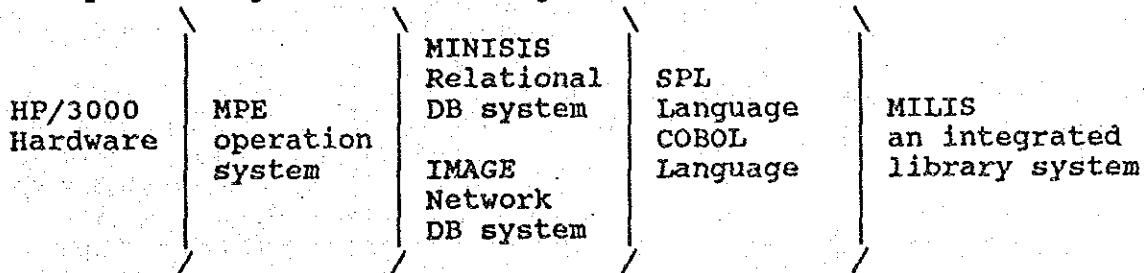 HP/3000
Hardware
MPE
operation
system
MINISIS
Relational
DB system
IMAGE
Network
DB system
SPL
Language
COBOL
Language
MILIS
an integrated
library system